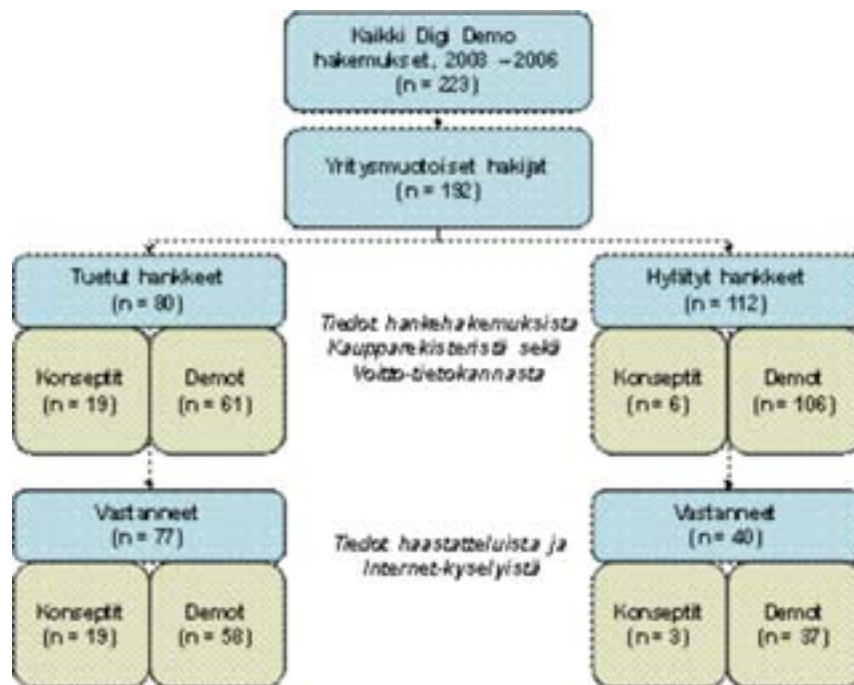 Kaikki Digi Demo
hakemukset, 2003 – 2006
(n = 223)
Yritysmuotoiset hakijat
(n = 192)
Tuetut hankkeet
(n = 80)
Hylätyt hankkeet
(n = 112)
Tiedot hankehakemuksista
Kaupparekisteristä sekä
Voitto-tietokannasta
Konseptit
(n = 19)
Demot
(n = 61)
Konseptit
(n = 6)
Demot
(n = 106)
Vastanneet
(n = 77)
Vastanneet
(n = 40)
Tiedot haastatteluista ja
Internet-kyselyistä
Konseptit
(n = 19)
Demot
(n = 58)
Konseptit
(n = 3)
Demot
(n = 37)